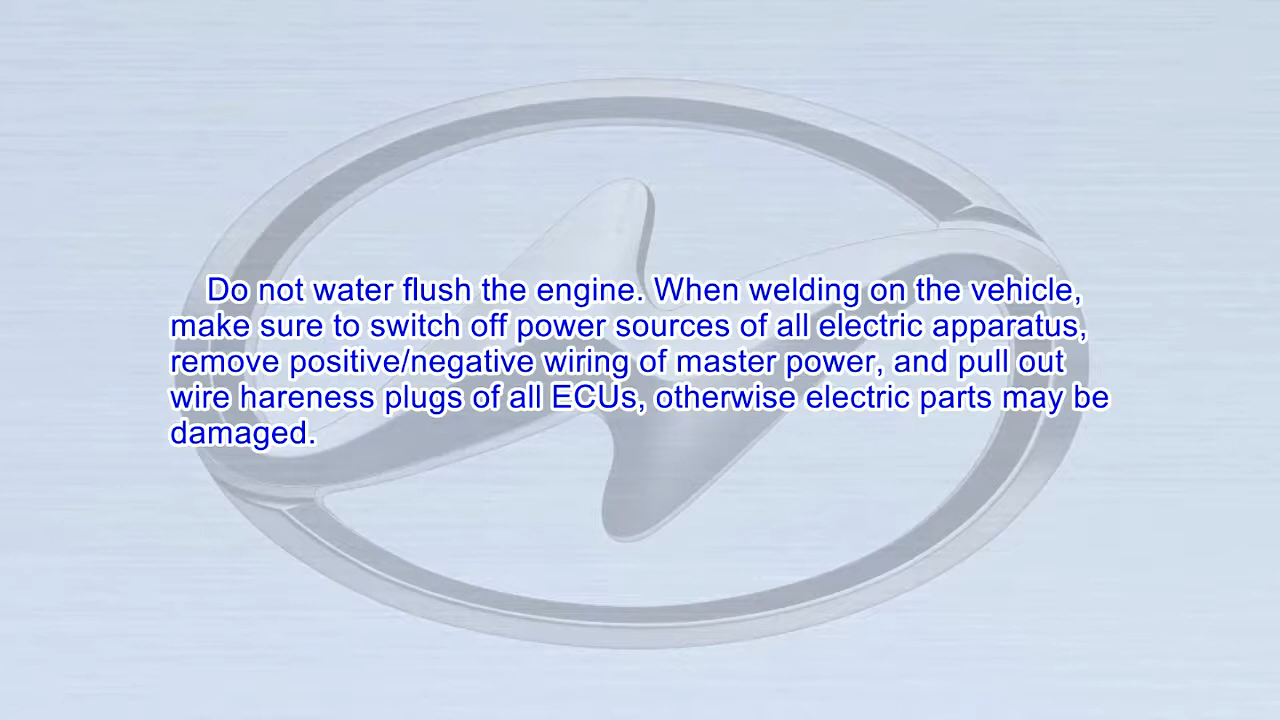 Do not water flush the engine. When welding on the vehicle,
make sure to switch off power sources of all electric apparatus,
remove positive/negative wiring of master power, and pull out
wire hareness plugs of all ECUs, otherwise electric parts may be
damaged.